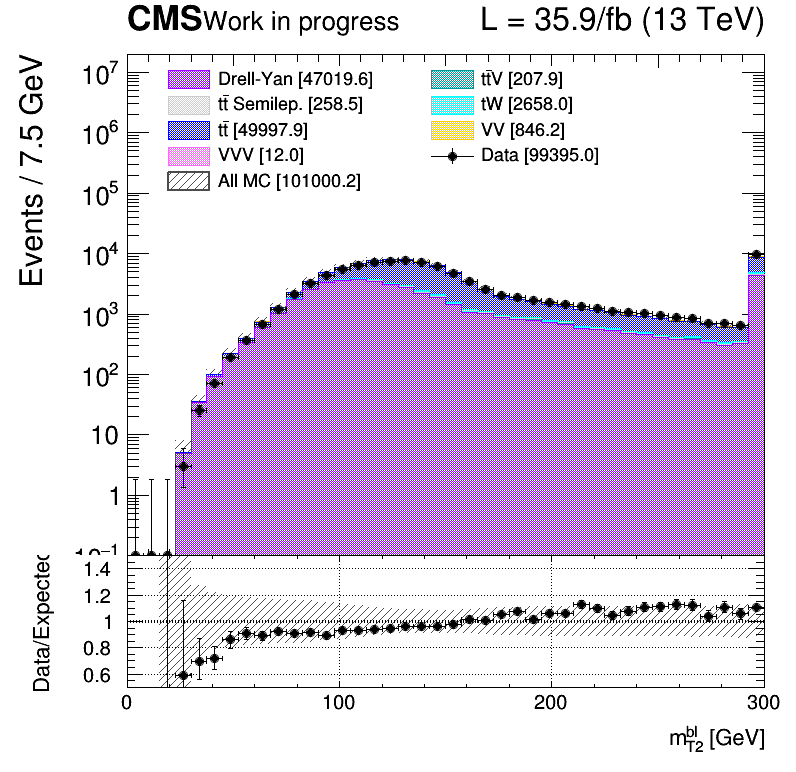 CMS Work in progress L = 35.9/fb (13 TeV)
Events / 7.5 GeV
Drell-Yan [47019.6]
tt̄ Semilep. [258.5]
tt̄ [49997.9]
VVV [12.0]
All MC [101000.2]
tt̄V [207.9]
tW [2658.0]
VV [846.2]
Data [99395.0]
10⁷
10⁶
10⁵
10⁴
10³
10²
10
1
10⁻¹
Data/Expected
1.4
1.2
1
0.8
0.6
0 100 200 300
m_{T2}^{bl} [GeV]